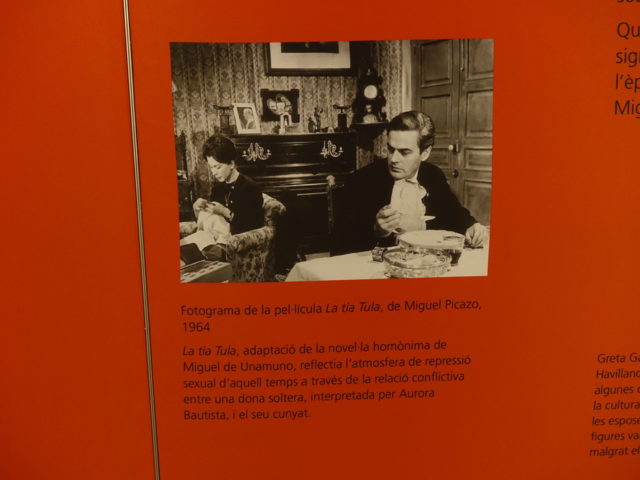 Qu
sig
l'èp
Mig
Fotograma de la pel·lícula La tía Tula, de Miguel Picazo,
1964
La tía Tula, adaptació de la novel·la homònima de
Miguel de Unamuno, reflectia l'atmosfera de repressió
sexual d'aquell temps a través de la relació conflictiva
entre una dona soltera, interpretada per Aurora
Bautista, i el seu cunyat.
Greta Ga
Havilland
algunes
la cultura
les espose
figures va
malgrat el